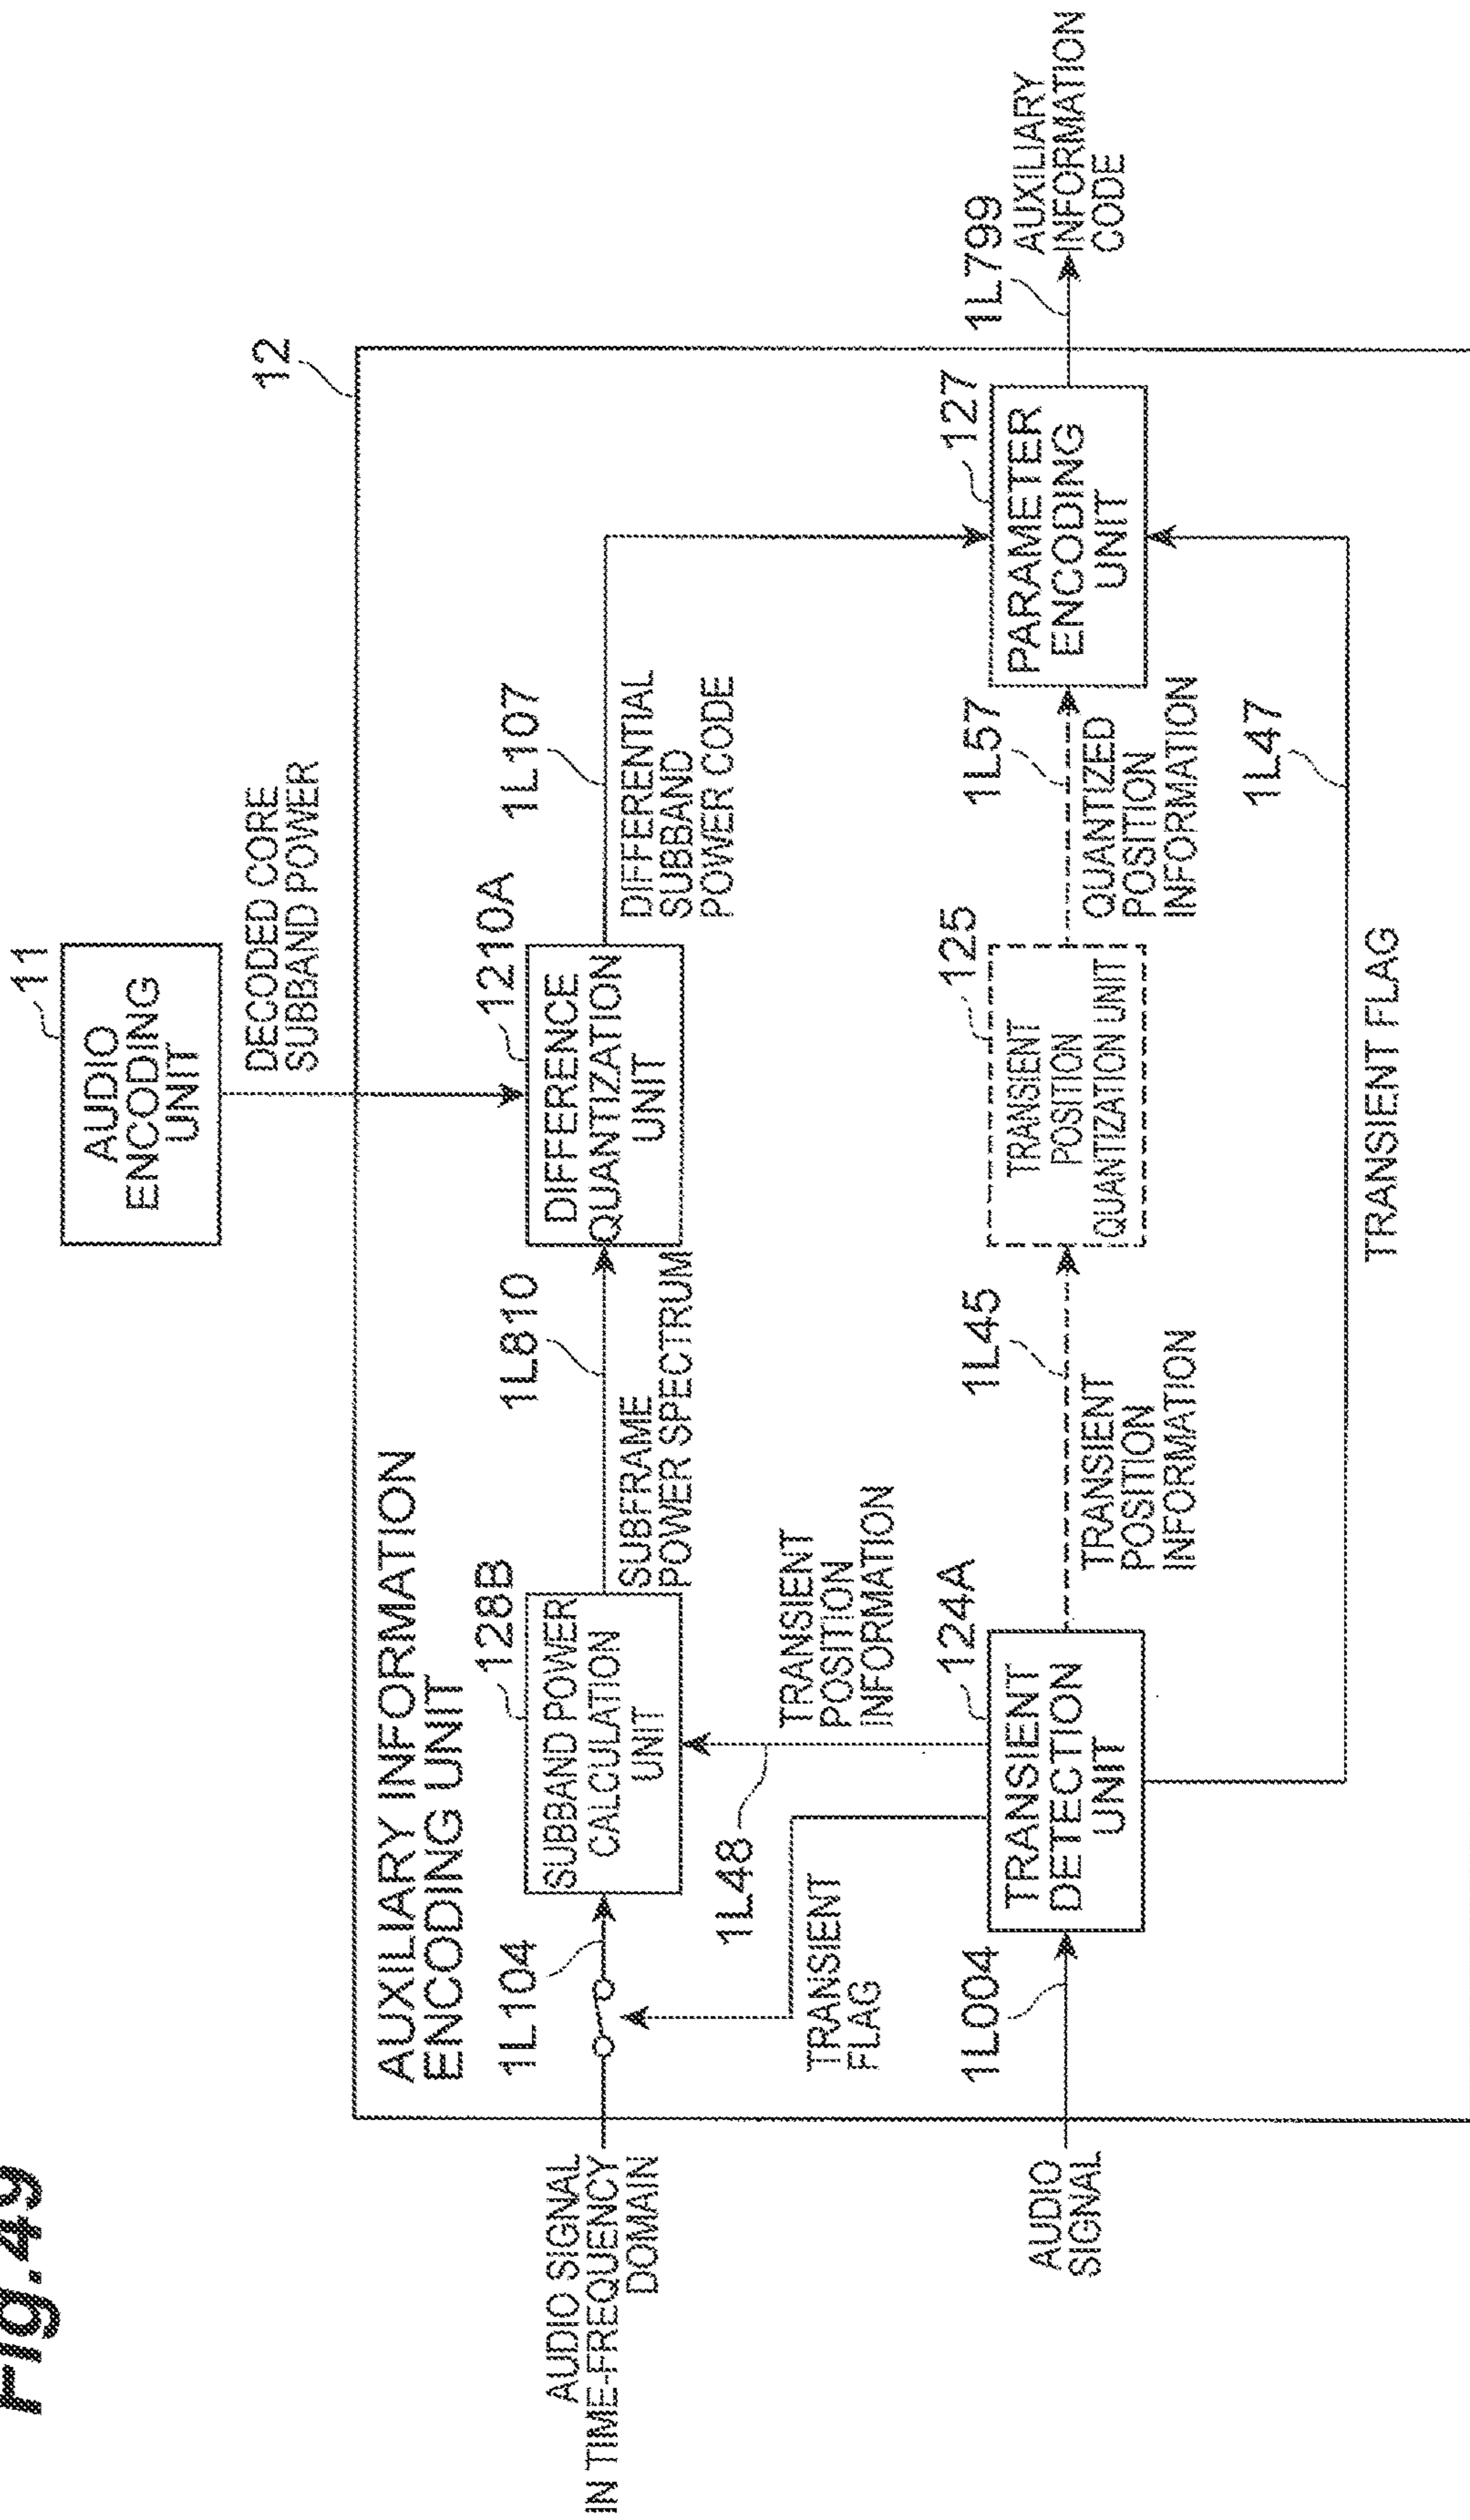 Fig.49
11
AUDIO
ENCODING
UNIT
DECODED CORE
SUBBAND POWER
12
AUXILIARY INFORMATION
ENCODING UNIT
AUDIO SIGNAL
IN TIME-FREQUENCY
DOMAIN
1L104
128B
SUBBAND POWER
CALCULATION
UNIT
1L810
SUBFRAME
POWER SPECTRUM
1210A
DIFFERENCE
QUANTIZATION
UNIT
1L107
DIFFERENTIAL
SUBBAND
POWER CODE
TRANSIENT
FLAG
1L48
TRANSIENT
POSITION
INFORMATION
AUDIO
SIGNAL
1L004
124A
TRANSIENT
DETECTION
UNIT
1L45
TRANSIENT
POSITION
INFORMATION
125
TRANSIENT
POSITION
QUANTIZATION UNIT
1L57
QUANTIZED
POSITION
INFORMATION
127
PARAMETER
ENCODING
UNIT
1L799
AUXILIARY
INFORMATION
CODE
1L47
TRANSIENT FLAG